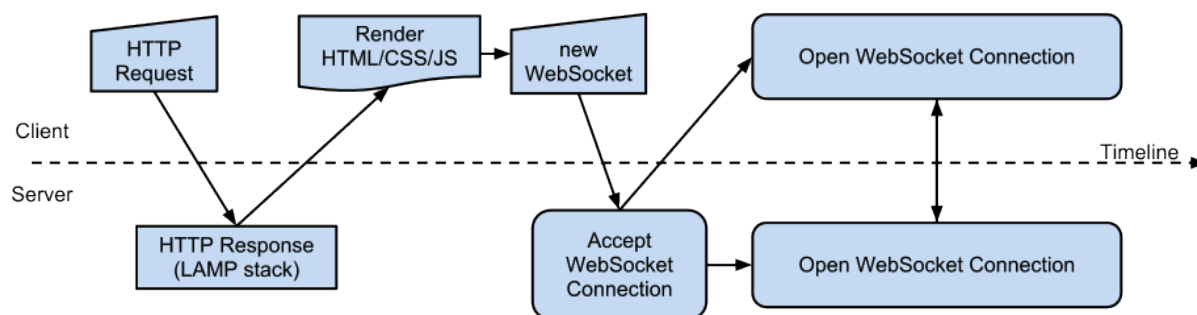 HTTP
Request
Render
HTML/CSS/JS
new
WebSocket
Open WebSocket Connection
Client
Timeline
Server
HTTP Response
(LAMP stack)
Accept
WebSocket
Connection
Open WebSocket Connection